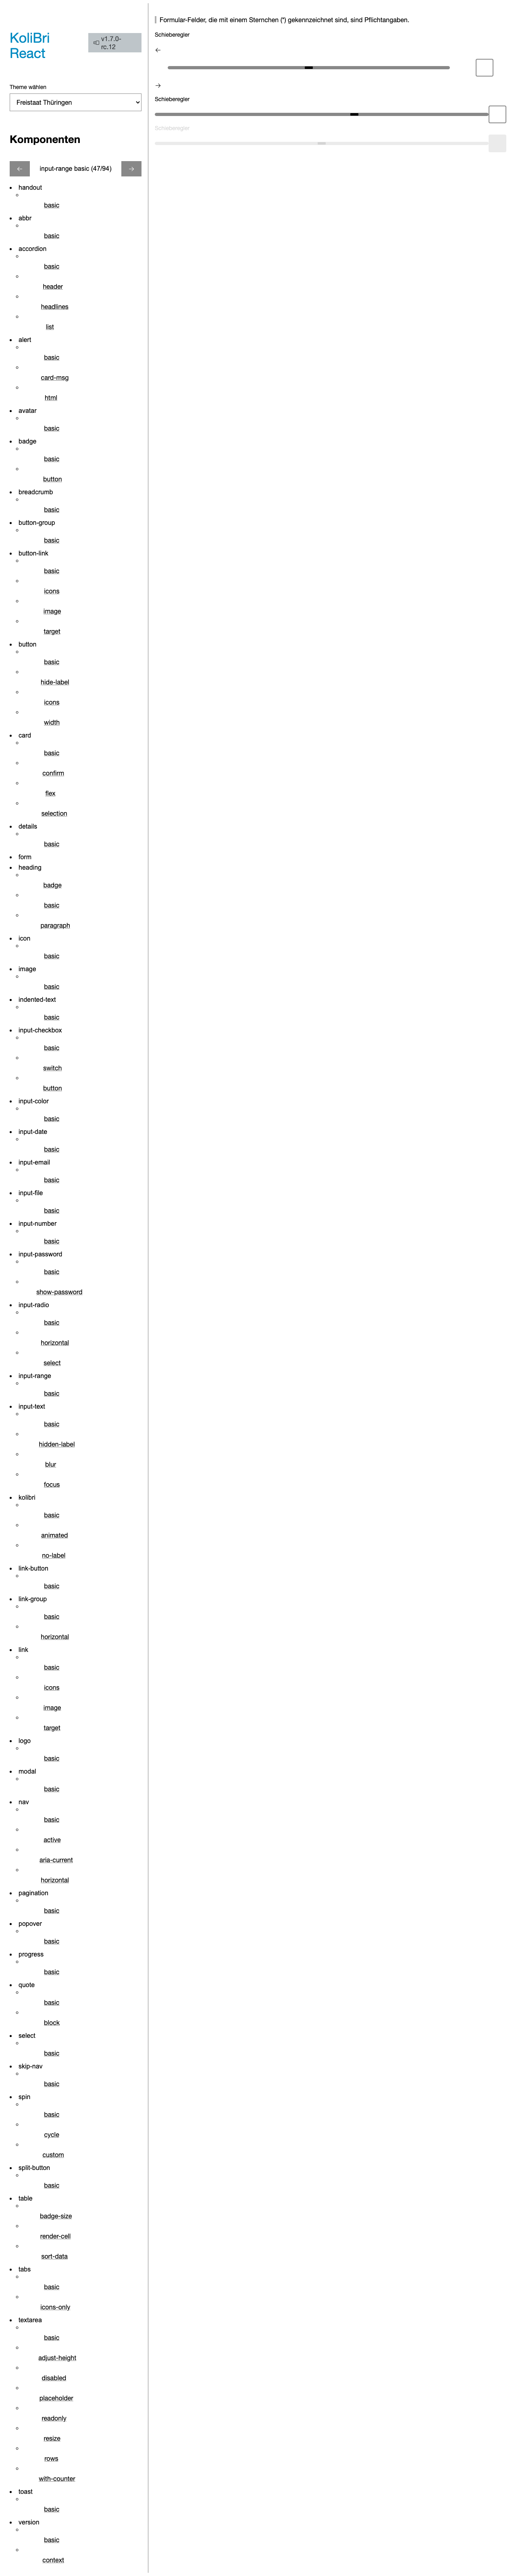 KoliBri
React
v1.7.0-
rc.12
Theme wählen
Freistaat Thüringen
Komponenten
← input-range basic (47/94) →
handout
basic
abbr
basic
accordion
basic
header
headlines
list
alert
basic
card-msg
html
avatar
basic
badge
basic
button
breadcrumb
basic
button-group
basic
button-link
basic
icons
image
target
button
basic
hide-label
icons
width
card
basic
confirm
flex
selection
details
basic
form
heading
badge
basic
paragraph
icon
basic
image
basic
indented-text
basic
input-checkbox
basic
switch
button
input-color
basic
input-date
basic
input-email
basic
input-file
basic
input-number
basic
input-password
basic
show-password
input-radio
basic
horizontal
select
input-range
basic
input-text
basic
hidden-label
blur
focus
kolibri
basic
animated
no-label
link-button
basic
link-group
basic
horizontal
link
basic
icons
image
target
logo
basic
modal
basic
nav
basic
active
aria-current
horizontal
pagination
basic
popover
basic
progress
basic
quote
basic
block
select
basic
skip-nav
basic
spin
basic
cycle
custom
split-button
basic
table
badge-size
render-cell
sort-data
tabs
basic
icons-only
textarea
basic
adjust-height
disabled
placeholder
readonly
resize
rows
with-counter
toast
basic
version
basic
context
Formular-Felder, die mit einem Sternchen (*) gekennzeichnet sind, sind Pflichtangaben.
Schieberegler
←
→
Schieberegler
Schieberegler